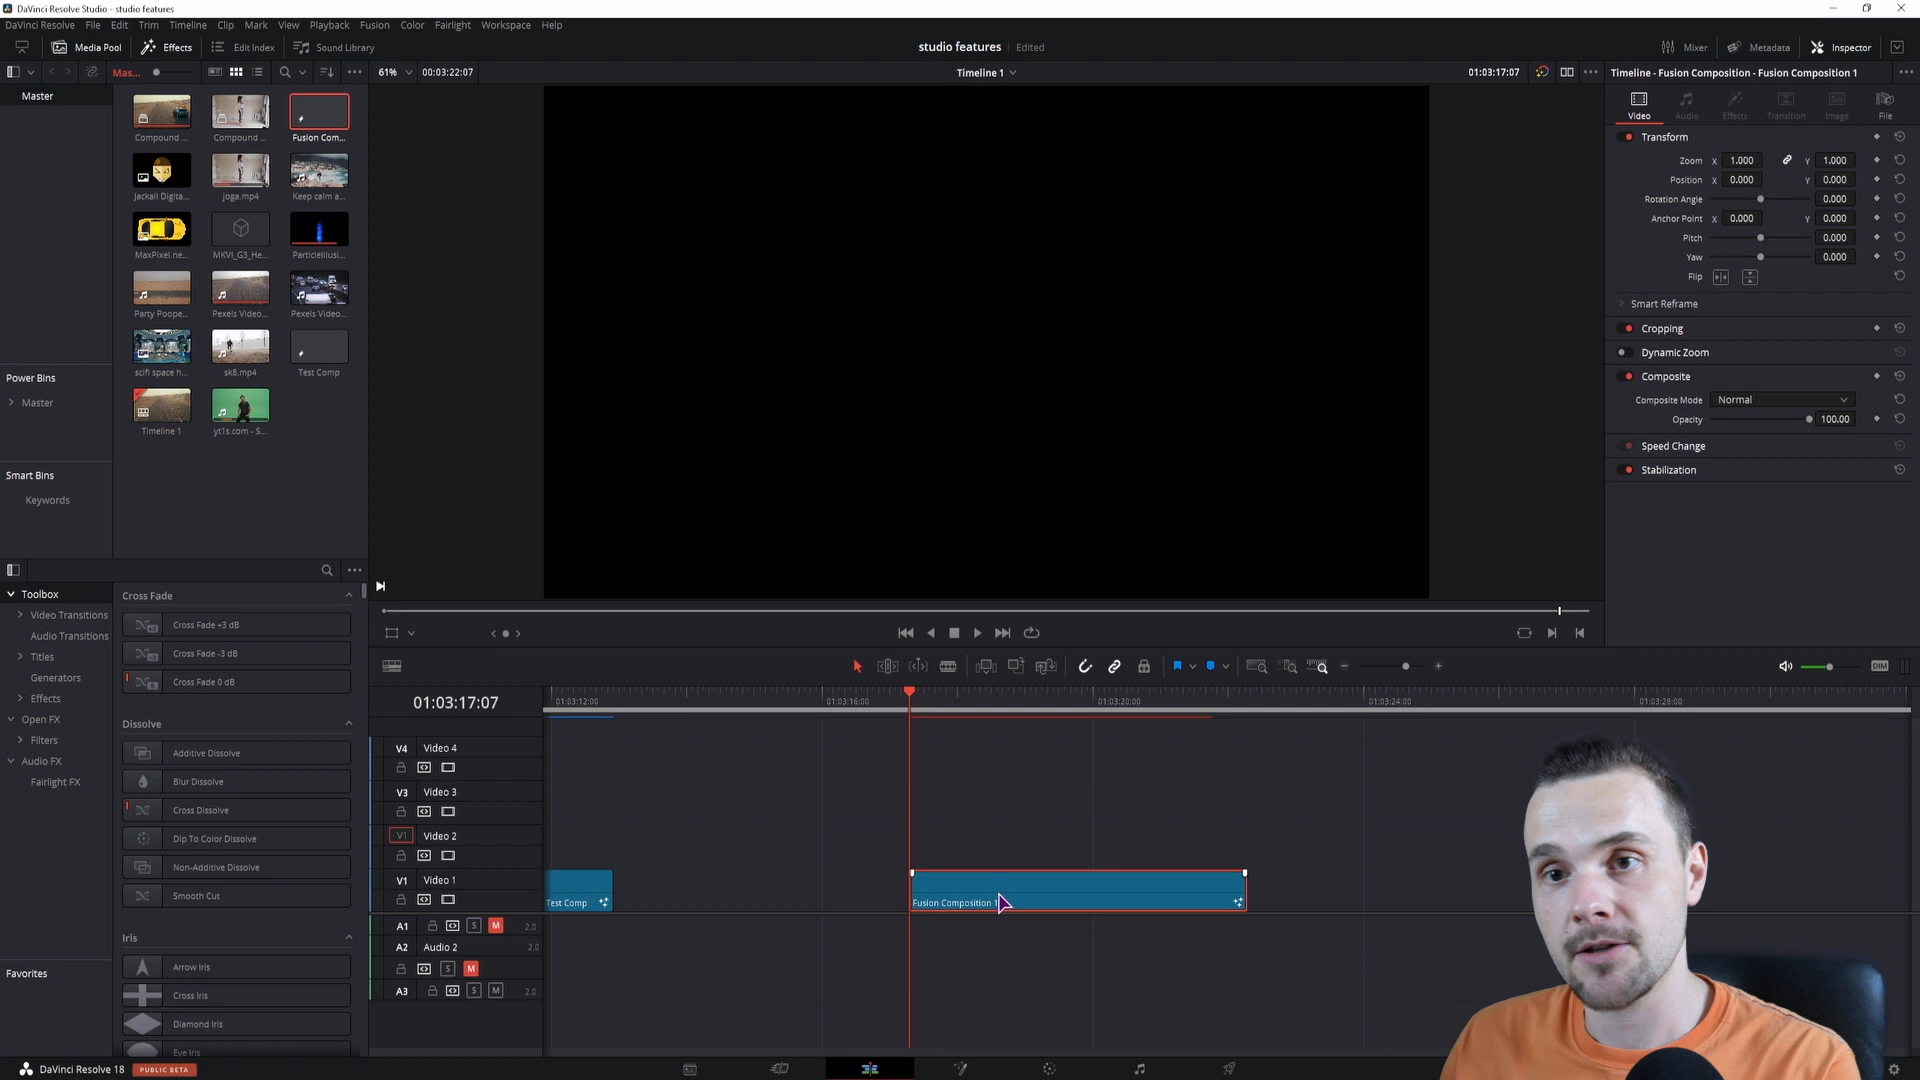 DaVinci Resolve Studio - studio features
DaVinci Resolve File Edit Trim Timeline Clip Mark View Playback Fusion Color Fairlight Workspace Help
Media Pool Effects Edit Index Sound Library studio features Edited Mixer Metadata Inspector
Mas... 61% 00:03:22:07 Timeline 1 01:03:17:07 Timeline - Fusion Composition - Fusion Composition 1
Master
Compound ... Compound ... Fusion Com...
Jackall Digita... joga.mp4 Keep calm a...
MaxPixel.ne... MKVI_G3_He... ParticleIllusi...
Party Poope... Pexels Video... Pexels Video...
scifi space h... sk8.mp4 Test Comp
Timeline 1 yt1s.com - S...
Power Bins
Master
Smart Bins
Keywords
Video Audio Effects Transition Image File
Transform
Zoom X 1.000 Y 1.000
Position X 0.000 Y 0.000
Rotation Angle 0.000
Anchor Point X 0.000 Y 0.000
Pitch 0.000
Yaw 0.000
Flip
Smart Reframe
Cropping
Dynamic Zoom
Composite
Composite Mode Normal
Opacity 100.00
Speed Change
Stabilization
Toolbox
Video Transitions
Audio Transitions
Titles
Generators
Effects
Open FX
Filters
Audio FX
Fairlight FX
Favorites
Cross Fade
Cross Fade +3 dB
Cross Fade -3 dB
Cross Fade 0 dB
Dissolve
Additive Dissolve
Blur Dissolve
Cross Dissolve
Dip To Color Dissolve
Non-Additive Dissolve
Smooth Cut
Iris
Arrow Iris
Cross Iris
Diamond Iris
Eye Iris
DIM
01:03:17:07 01:03:12:00 01:03:16:00 01:03:20:00 01:03:24:00 01:03:28:00
V4 Video 4
V3 Video 3
V1 Video 2
V1 Video 1
Test Comp Fusion Composition 1
A1 S M 2.0
A2 Audio 2 2.0
S M
A3 S M 2.0
DaVinci Resolve 18 PUBLIC BETA